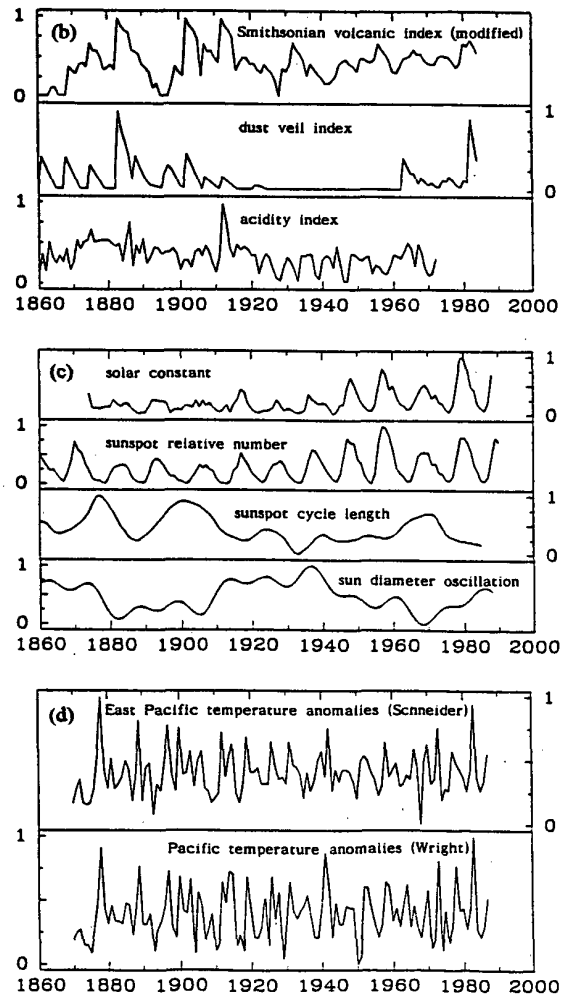 (b) Smithsonian volcanic index (modified)
1
0
dust veil index
1
0
acidity index
1
0
1860 1880 1900 1920 1940 1960 1980 2000
(c)
solar constant
1
0
sunspot relative number
1
0
sunspot cycle length
1
0
sun diameter oscillation
1
0
1860 1880 1900 1920 1940 1960 1980 2000
(d)
East Pacific temperature anomalies (Scnneider)
1
0
Pacific temperature anomalies (Wright)
1
0
1860 1880 1900 1920 1940 1960 1980 2000